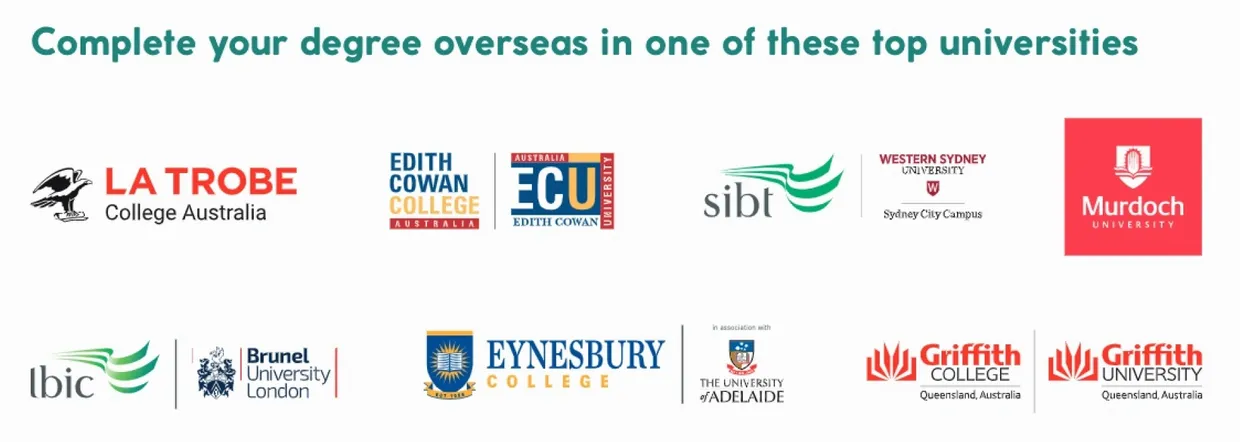 Complete your degree overseas in one of these top universities
LA TROBE
College Australia
EDITH
COWAN
COLLEGE
AUSTRALIA
AUSTRALIA
ECU
EDITH COWAN
UNIVERSITY
sibt
WESTERN SYDNEY
UNIVERSITY
W
Sydney City Campus
Murdoch
UNIVERSITY
lbic
Brunel
University
London
EYNESBURY
COLLEGE
EST 1989
in association with
THE UNIVERSITY
of ADELAIDE
Griffith
COLLEGE
Queensland, Australia
Griffith
UNIVERSITY
Queensland, Australia